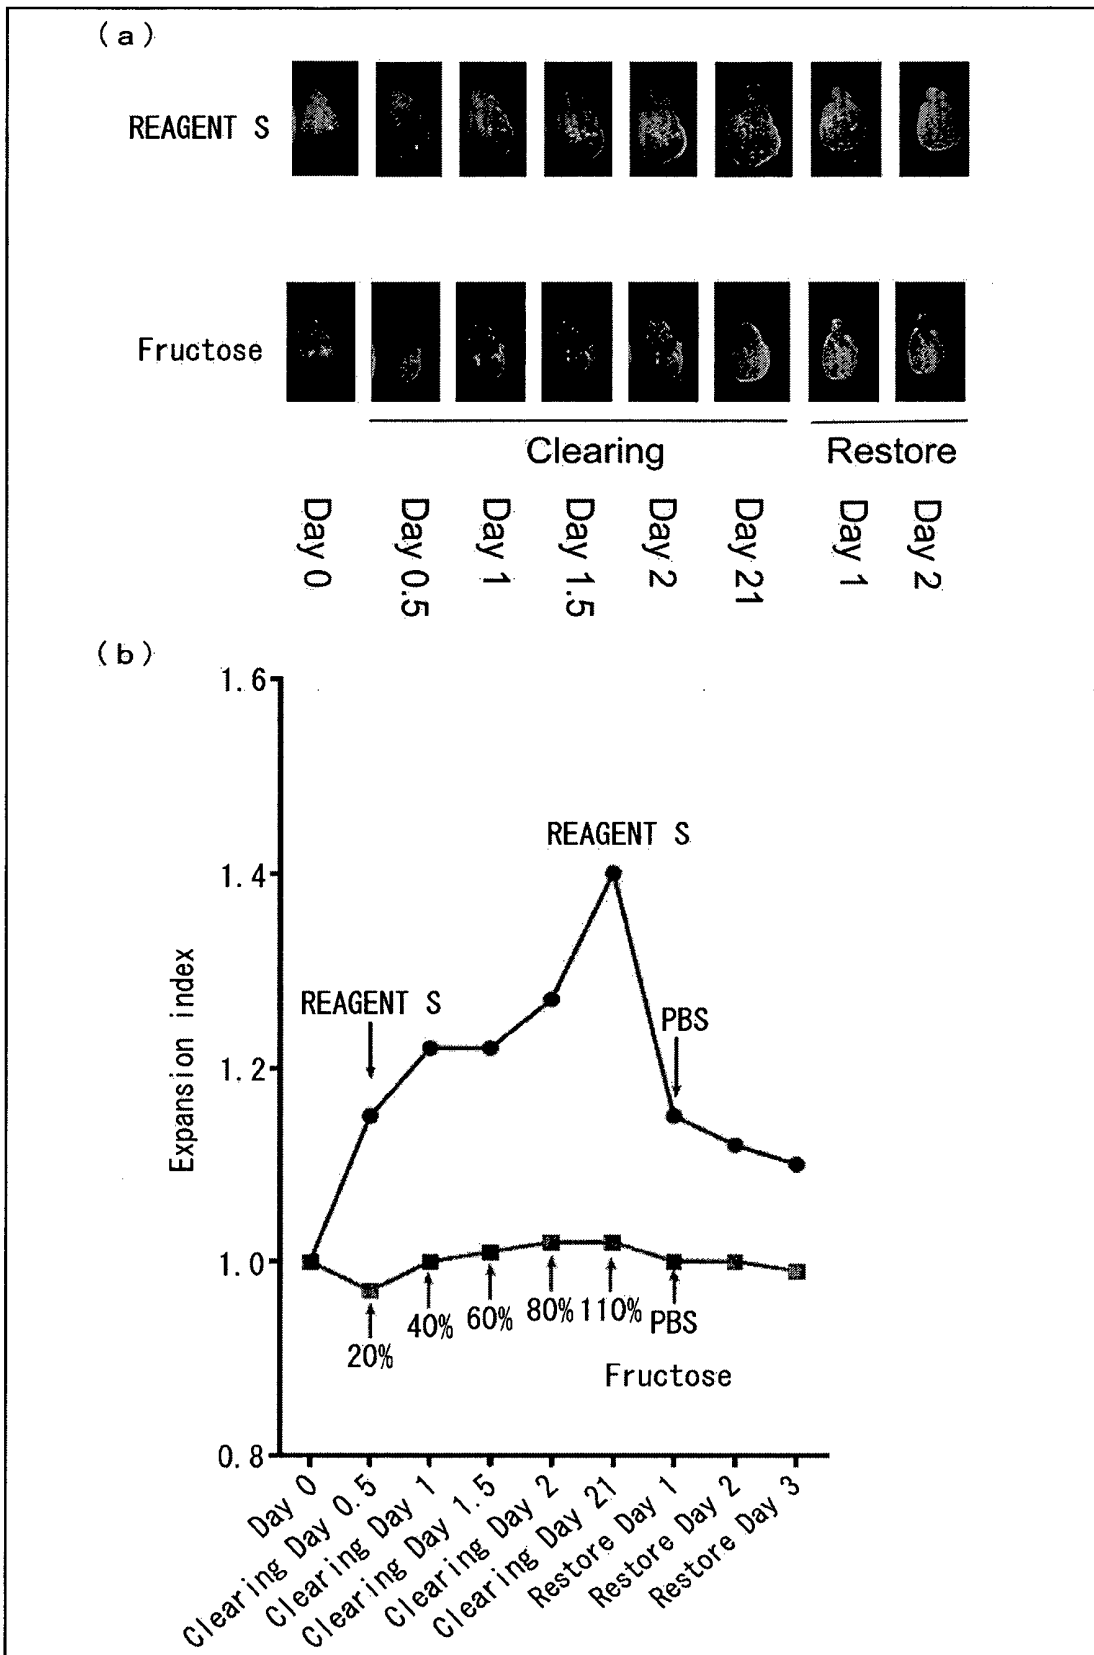 (a)
REAGENT S
Fructose
Clearing
Restore
Day 0
Day 0.5
Day 1
Day 1.5
Day 2
Day 21
Day 1
Day 2
(b)
1.6
1.4
1.2
1.0
0.8
Expansion index
REAGENT S
REAGENT S
PBS
20%
40%
60%
80%
110%
PBS
Fructose
Day 0
Clearing Day 0.5
Clearing Day 1
Clearing Day 1.5
Clearing Day 2
Clearing Day 21
Restore Day 1
Restore Day 2
Restore Day 3